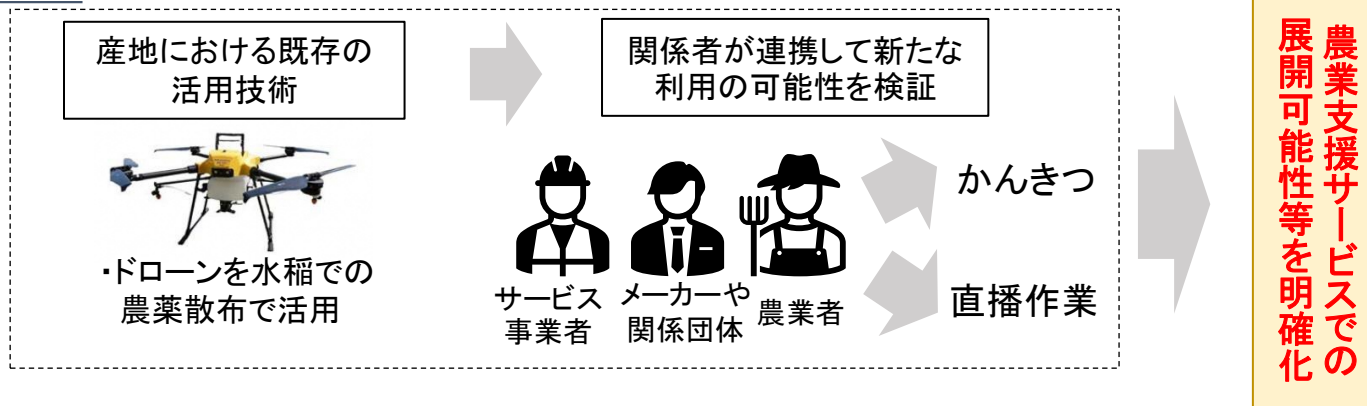 産地における既存の
活用技術
関係者が連携して新たな
利用の可能性を検証
・ドローンを水稲での
農薬散布で活用
サービス
事業者
メーカーや
関係団体
農業者
かんきつ
直播作業
農業支援サービスでの
展開可能性等を明確化